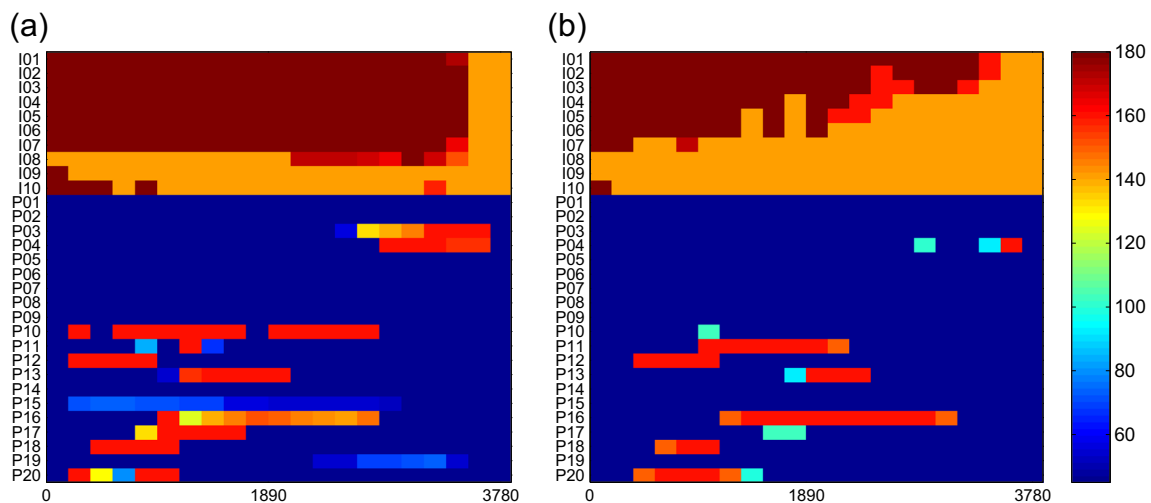 (a)
(b)
I01
I02
I03
I04
I05
I06
I07
I08
I09
I10
P01
P02
P03
P04
P05
P06
P07
P08
P09
P10
P11
P12
P13
P14
P15
P16
P17
P18
P19
P20
0
1890
3780
I01
I02
I03
I04
I05
I06
I07
I08
I09
I10
P01
P02
P03
P04
P05
P06
P07
P08
P09
P10
P11
P12
P13
P14
P15
P16
P17
P18
P19
P20
0
1890
3780
180
160
140
120
100
80
60